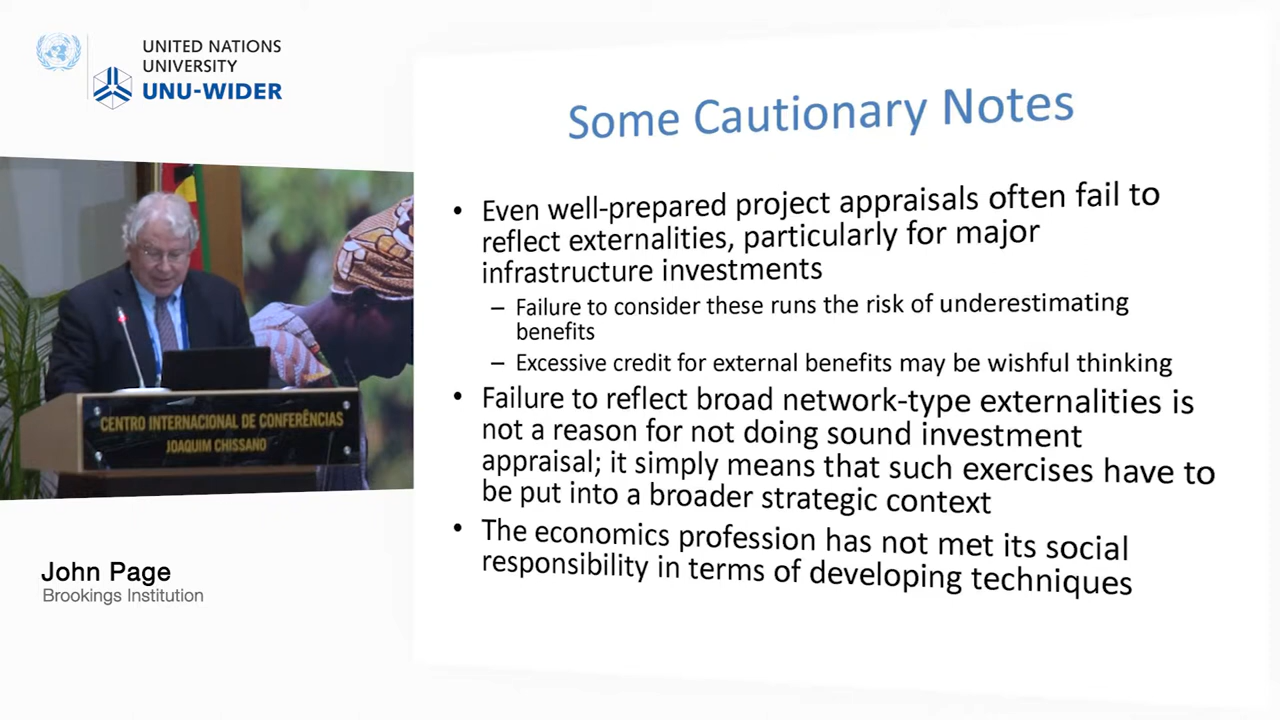 UNITED NATIONS
UNIVERSITY
UNU-WIDER
Some Cautionary Notes
• Even well-prepared project appraisals often fail to
reflect externalities, particularly for major
infrastructure investments
– Failure to consider these runs the risk of underestimating
benefits
– Excessive credit for external benefits may be wishful thinking
• Failure to reflect broad network-type externalities is
not a reason for not doing sound investment
appraisal; it simply means that such exercises have to
be put into a broader strategic context
• The economics profession has not met its social
responsibility in terms of developing techniques
CENTRO INTERNACIONAL DE CONFERÊNCIAS
JOAQUIM CHISSANO
John Page
Brookings Institution